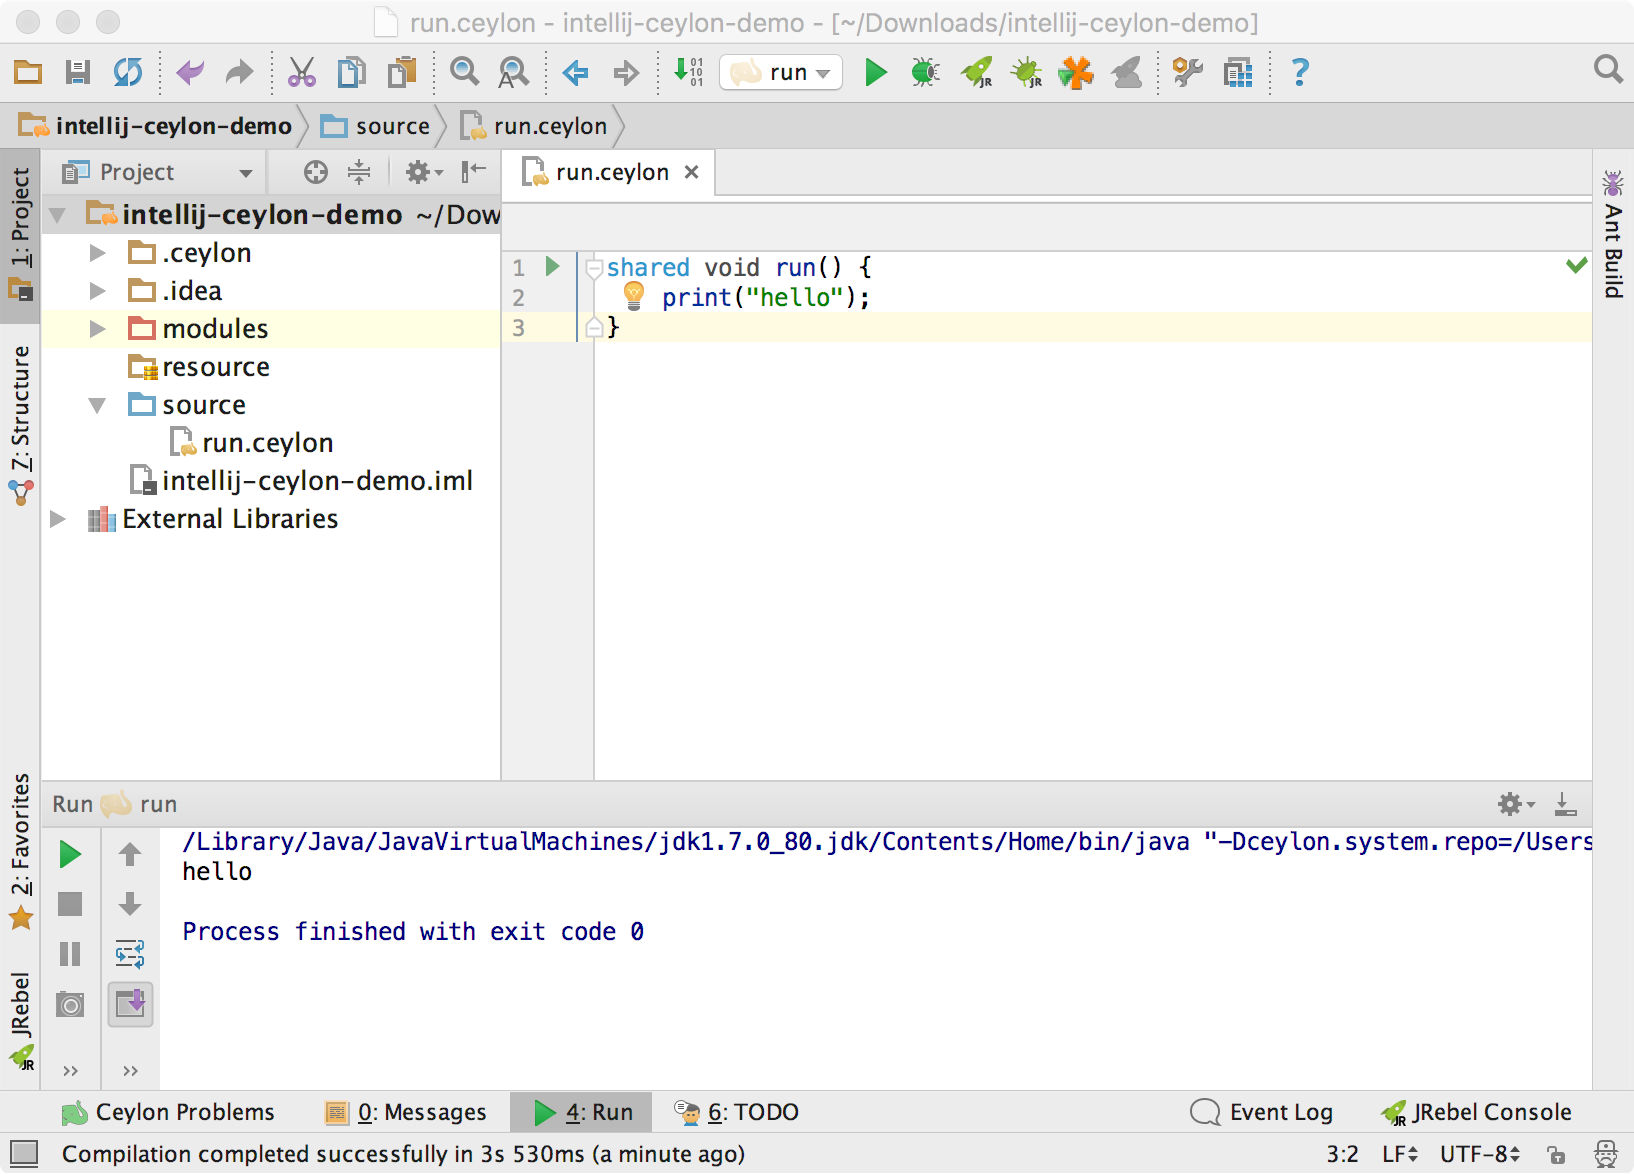 run.ceylon - intellij-ceylon-demo - [~/Downloads/intellij-ceylon-demo]
run
intellij-ceylon-demo source run.ceylon
1: Project
Project
run.ceylon
Ant Build
intellij-ceylon-demo ~/Dow
.ceylon
.idea
modules
resource
source
run.ceylon
intellij-ceylon-demo.iml
External Libraries
1 shared void run() {
2 print("hello");
3 }
7: Structure
2: Favorites
JRebel
Run run
/Library/Java/JavaVirtualMachines/jdk1.7.0_80.jdk/Contents/Home/bin/java "-Dceylon.system.repo=/Users
hello
Process finished with exit code 0
Ceylon Problems 0: Messages 4: Run 6: TODO Event Log JRebel Console
Compilation completed successfully in 3s 530ms (a minute ago) 3:2 LF UTF-8